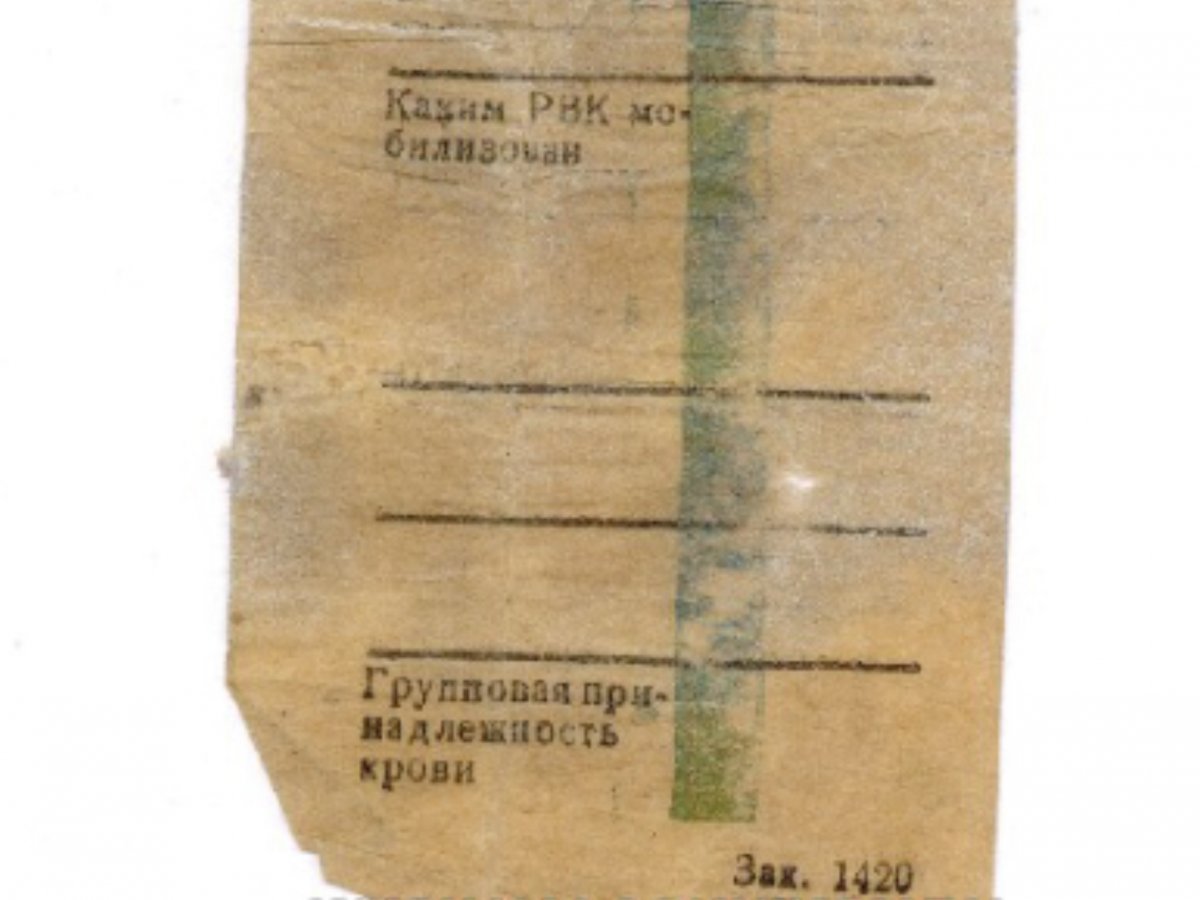 Каким РВК мо-
билизован
Групповая при-
надлежность
крови
Зак. 1420